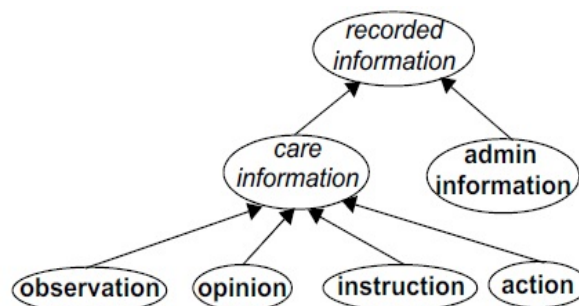 recorded
information
care
information
admin
information
observation
opinion
instruction
action